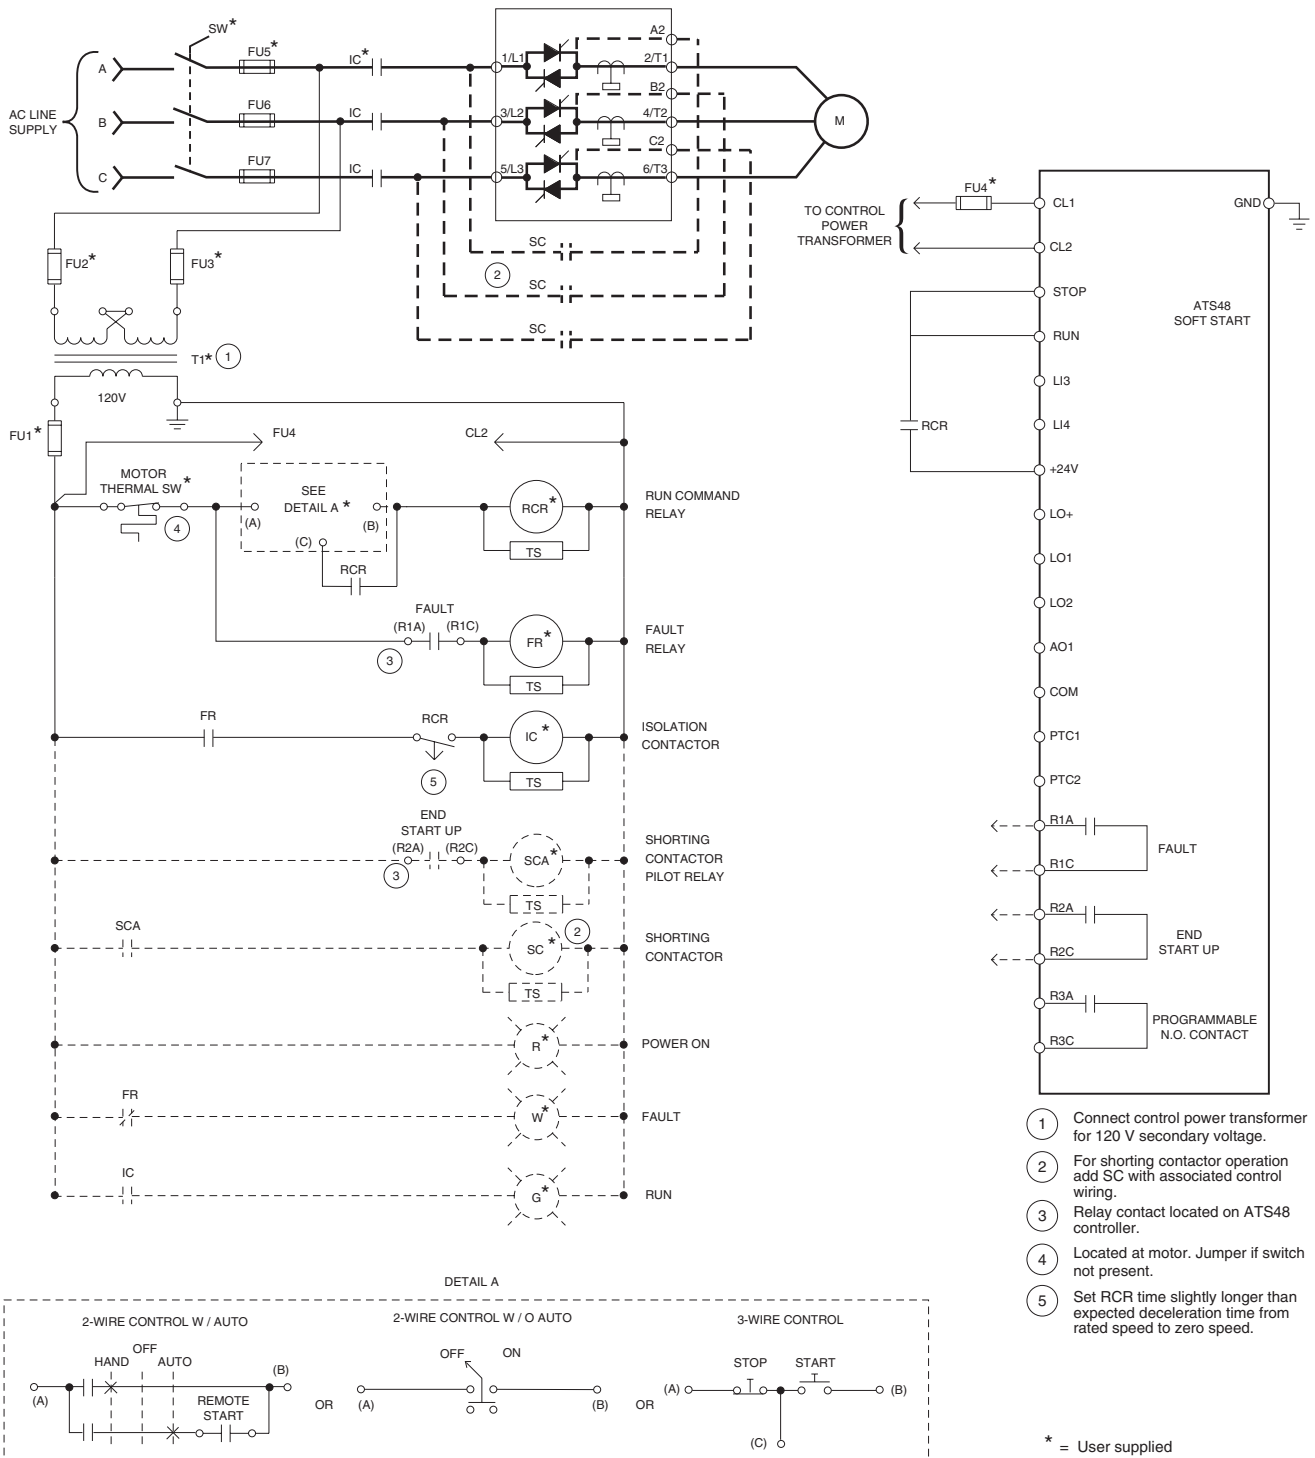 SW*
FU5*
IC*
A
1/L1
A2
2/T1
AC LINE
SUPPLY
B
FU6
IC
3/L2
B2
4/T2
M
C
FU7
IC
5/L3
C2
6/T3
SC
2
SC
SC
FU2*
FU3*
T1*
1
120V
FU1*
FU4
CL2
MOTOR
THERMAL SW*
4
SEE
DETAIL A *
(A)
(B)
(C)
RCR
RCR*
TS
RUN COMMAND
RELAY
FAULT
(R1A)
(R1C)
3
FR*
TS
FAULT
RELAY
FR
RCR
5
IC*
TS
ISOLATION
CONTACTOR
END
START UP
(R2A)
(R2C)
3
SCA*
TS
SHORTING
CONTACTOR
PILOT RELAY
SCA
SC*
2
TS
SHORTING
CONTACTOR
R*
POWER ON
FR
W*
FAULT
IC
G*
RUN
TO CONTROL
POWER
TRANSFORMER
FU4*
CL1
GND
CL2
STOP
ATS48
SOFT START
RUN
LI3
LI4
RCR
+24V
LO+
LO1
LO2
AO1
COM
PTC1
PTC2
R1A
FAULT
R1C
R2A
END
START UP
R2C
R3A
PROGRAMMABLE
N.O. CONTACT
R3C
1 Connect control power transformer
for 120 V secondary voltage.
2 For shorting contactor operation
add SC with associated control
wiring.
3 Relay contact located on ATS48
controller.
4 Located at motor. Jumper if switch
not present.
5 Set RCR time slightly longer than
expected deceleration time from
rated speed to zero speed.
DETAIL A
2-WIRE CONTROL W / AUTO
OFF
HAND
AUTO
(A)
(B)
REMOTE
START
OR
2-WIRE CONTROL W / O AUTO
OFF
ON
(A)
(B)
OR
3-WIRE CONTROL
STOP
START
(A)
(B)
(C)
* = User supplied